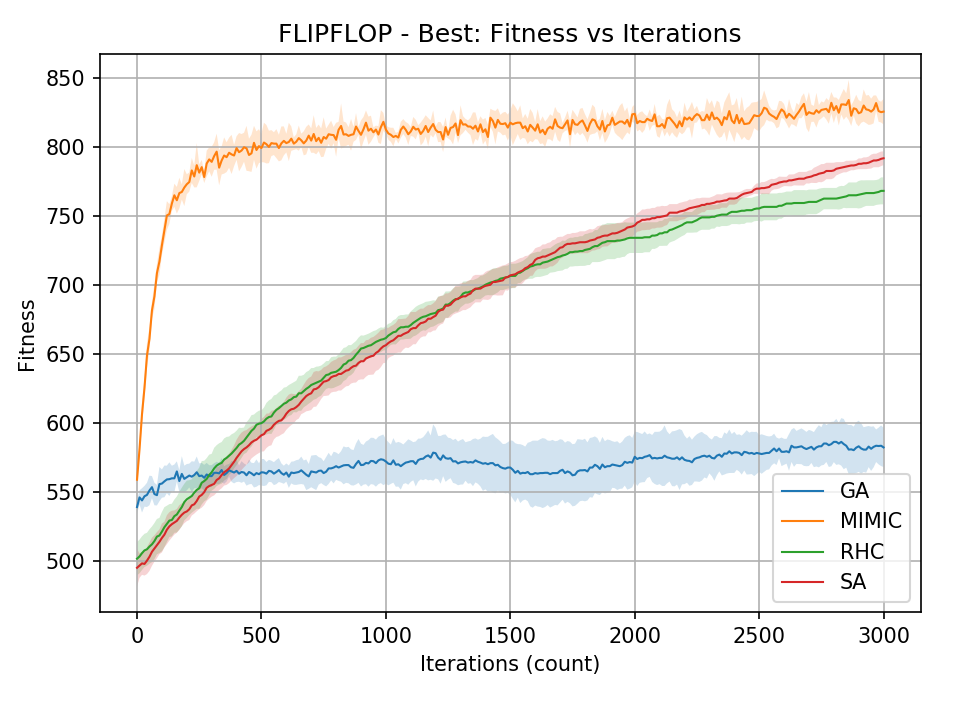 FLIPFLOP - Best: Fitness vs Iterations
850
800
750
700
650
600
550
500
Fitness
0 500 1000 1500 2000 2500 3000
Iterations (count)
GA
MIMIC
RHC
SA